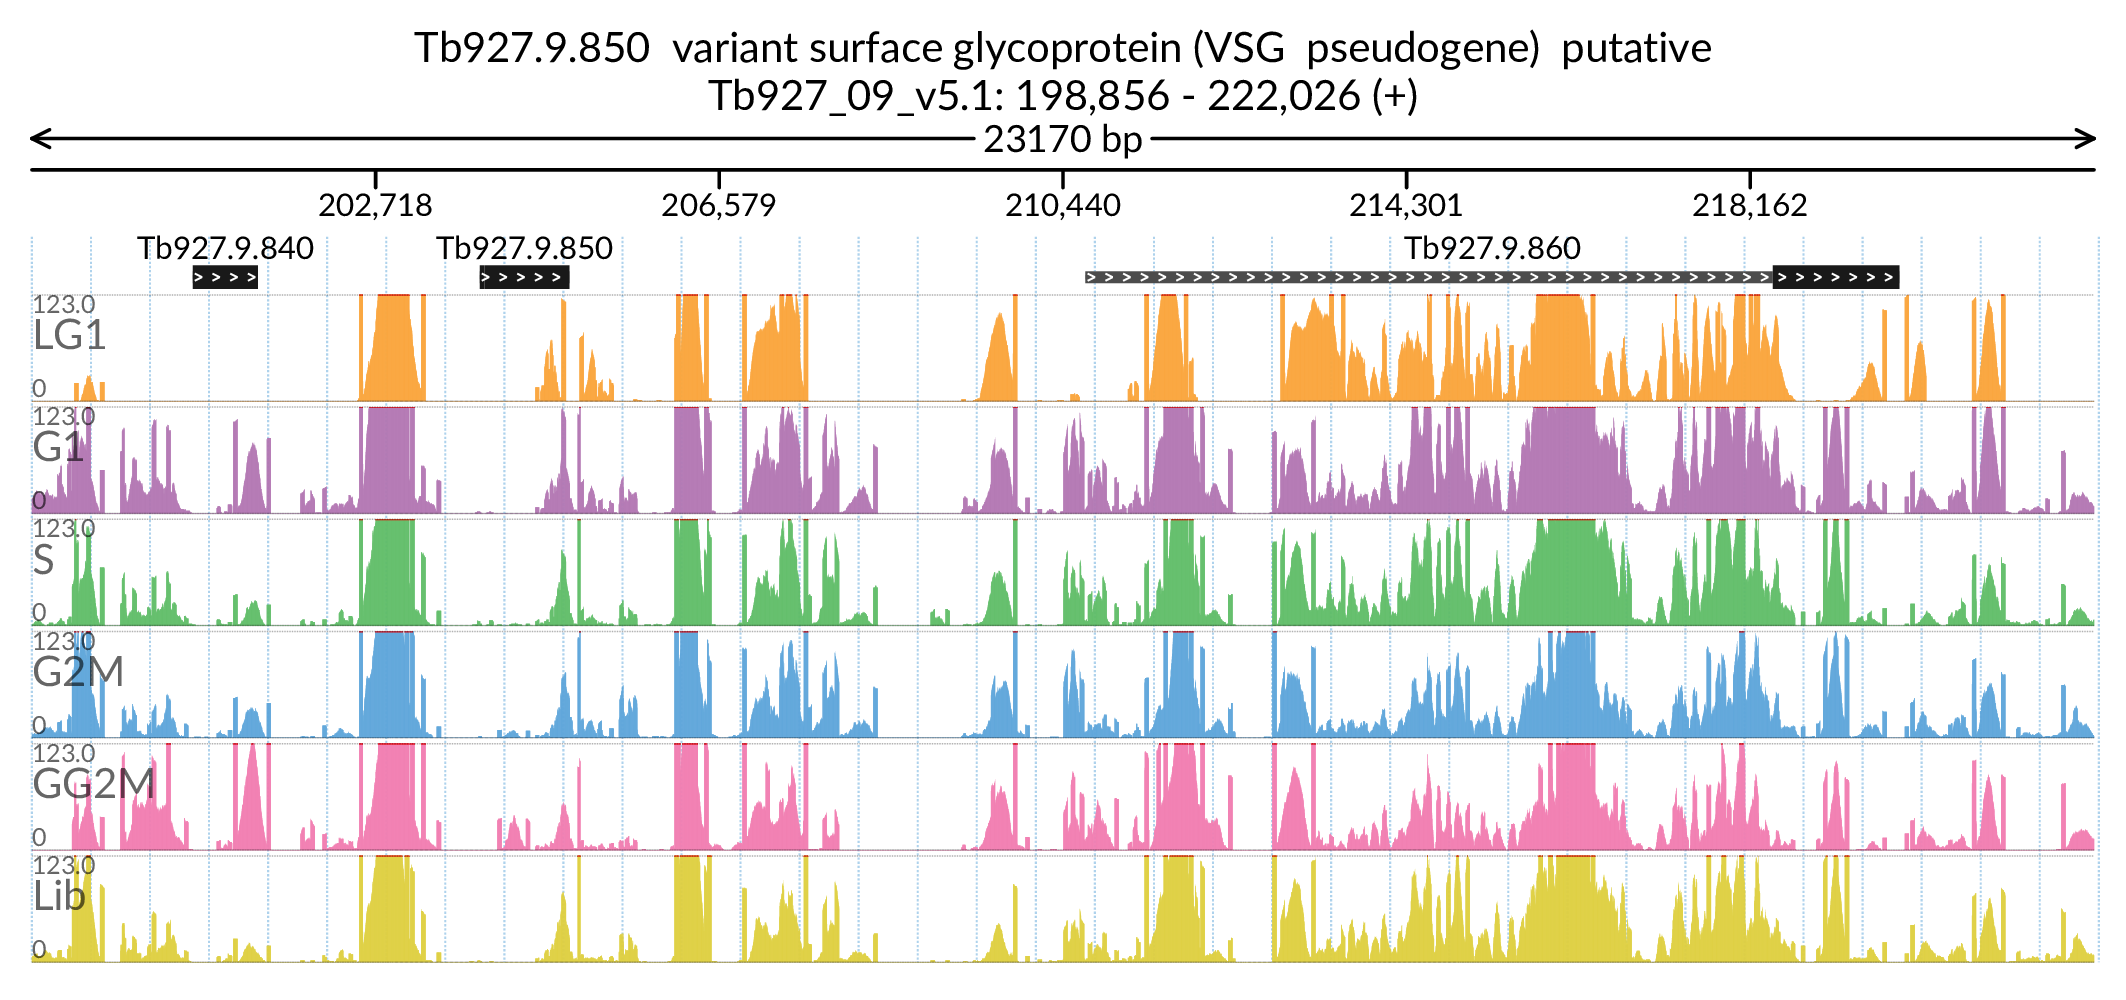 Tb927.9.850 variant surface glycoprotein (VSG pseudogene) putative
Tb927_09_v5.1: 198,856 - 222,026 (+)
23170 bp
202,718 206,579 210,440 214,301 218,162
Tb927.9.840 Tb927.9.850 Tb927.9.860
123.0
LG1
0
123.0
G1
0
123.0
S
0
123.0
G2M
0
123.0
GG2M
0
123.0
Lib
0